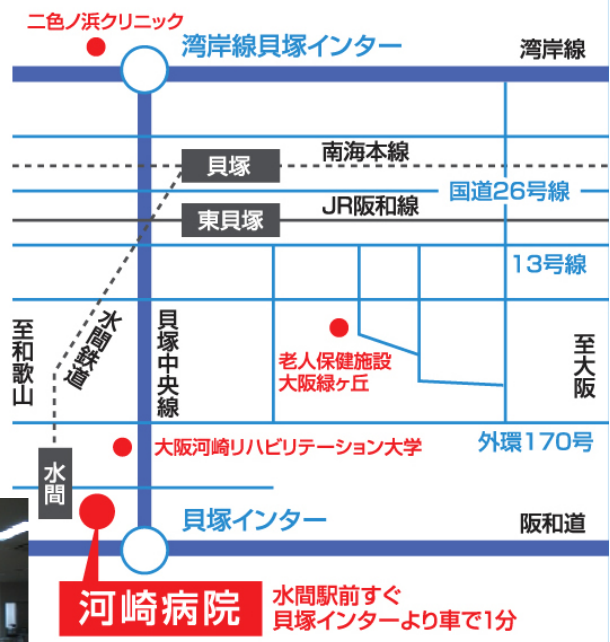 二色ノ浜クリニック
湾岸線貝塚インター
湾岸線
貝塚
南海本線
国道26号線
東貝塚
JR阪和線
13号線
至和歌山
水間鉄道
貝塚中央線
老人保健施設
大阪緑ヶ丘
至大阪
水間
大阪河崎リハビリテーション大学
外環170号
貝塚インター
阪和道
河崎病院
水間駅前すぐ
貝塚インターより車で1分